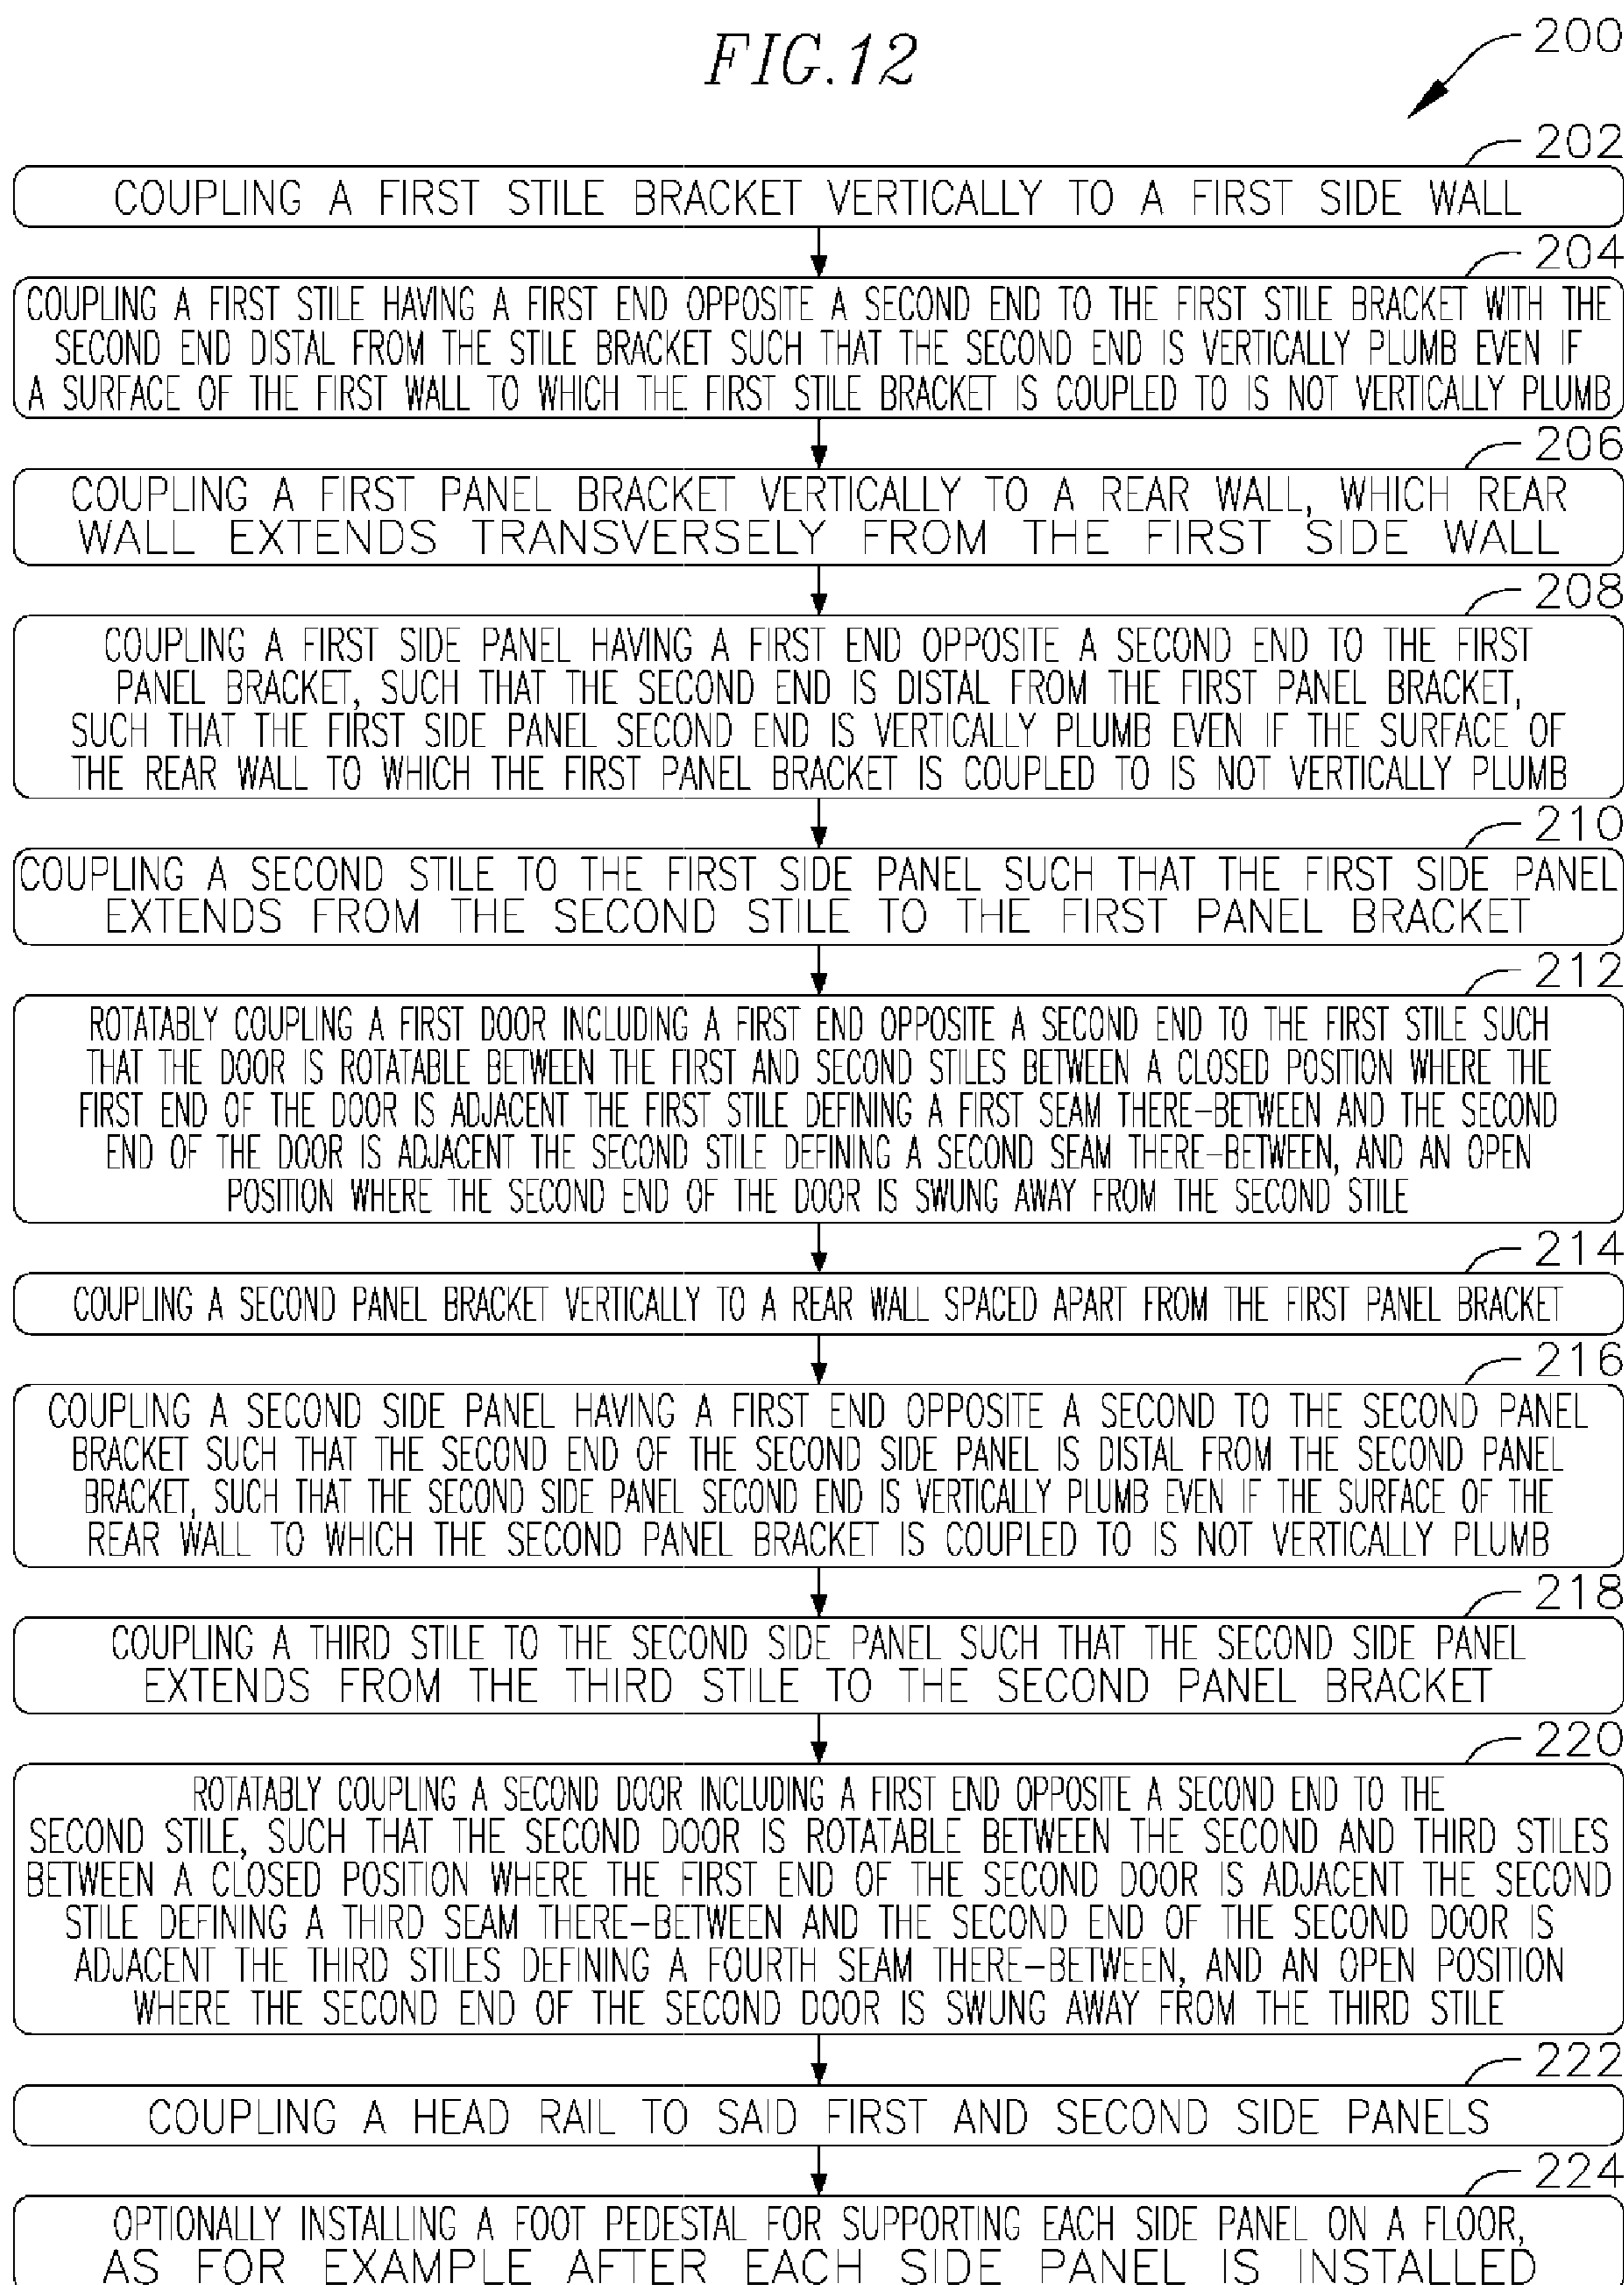 FIG.12
200
202
COUPLING A FIRST STILE BRACKET VERTICALLY TO A FIRST SIDE WALL
204
COUPLING A FIRST STILE HAVING A FIRST END OPPOSITE A SECOND END TO THE FIRST STILE BRACKET WITH THE
SECOND END DISTAL FROM THE STILE BRACKET SUCH THAT THE SECOND END IS VERTICALLY PLUMB EVEN IF
A SURFACE OF THE FIRST WALL TO WHICH THE FIRST STILE BRACKET IS COUPLED TO IS NOT VERTICALLY PLUMB
206
COUPLING A FIRST PANEL BRACKET VERTICALLY TO A REAR WALL, WHICH REAR
WALL EXTENDS TRANSVERSELY FROM THE FIRST SIDE WALL
208
COUPLING A FIRST SIDE PANEL HAVING A FIRST END OPPOSITE A SECOND END TO THE FIRST
PANEL BRACKET, SUCH THAT THE SECOND END IS DISTAL FROM THE FIRST PANEL BRACKET,
SUCH THAT THE FIRST SIDE PANEL SECOND END IS VERTICALLY PLUMB EVEN IF THE SURFACE OF
THE REAR WALL TO WHICH THE FIRST PANEL BRACKET IS COUPLED TO IS NOT VERTICALLY PLUMB
210
COUPLING A SECOND STILE TO THE FIRST SIDE PANEL SUCH THAT THE FIRST SIDE PANEL
EXTENDS FROM THE SECOND STILE TO THE FIRST PANEL BRACKET
212
ROTATABLY COUPLING A FIRST DOOR INCLUDING A FIRST END OPPOSITE A SECOND END TO THE FIRST STILE SUCH
THAT THE DOOR IS ROTATABLE BETWEEN THE FIRST AND SECOND STILES BETWEEN A CLOSED POSITION WHERE THE
FIRST END OF THE DOOR IS ADJACENT THE FIRST STILE DEFINING A FIRST SEAM THERE-BETWEEN AND THE SECOND
END OF THE DOOR IS ADJACENT THE SECOND STILE DEFINING A SECOND SEAM THERE-BETWEEN, AND AN OPEN
POSITION WHERE THE SECOND END OF THE DOOR IS SWUNG AWAY FROM THE SECOND STILE
214
COUPLING A SECOND PANEL BRACKET VERTICALLY TO A REAR WALL SPACED APART FROM THE FIRST PANEL BRACKET
216
COUPLING A SECOND SIDE PANEL HAVING A FIRST END OPPOSITE A SECOND TO THE SECOND PANEL
BRACKET SUCH THAT THE SECOND END OF THE SECOND SIDE PANEL IS DISTAL FROM THE SECOND PANEL
BRACKET, SUCH THAT THE SECOND SIDE PANEL SECOND END IS VERTICALLY PLUMB EVEN IF THE SURFACE OF THE
REAR WALL TO WHICH THE SECOND PANEL BRACKET IS COUPLED TO IS NOT VERTICALLY PLUMB
218
COUPLING A THIRD STILE TO THE SECOND SIDE PANEL SUCH THAT THE SECOND SIDE PANEL
EXTENDS FROM THE THIRD STILE TO THE SECOND PANEL BRACKET
220
ROTATABLY COUPLING A SECOND DOOR INCLUDING A FIRST END OPPOSITE A SECOND END TO THE
SECOND STILE, SUCH THAT THE SECOND DOOR IS ROTATABLE BETWEEN THE SECOND AND THIRD STILES
BETWEEN A CLOSED POSITION WHERE THE FIRST END OF THE SECOND DOOR IS ADJACENT THE SECOND
STILE DEFINING A THIRD SEAM THERE-BETWEEN AND THE SECOND END OF THE SECOND DOOR IS
ADJACENT THE THIRD STILES DEFINING A FOURTH SEAM THERE-BETWEEN, AND AN OPEN POSITION
WHERE THE SECOND END OF THE SECOND DOOR IS SWUNG AWAY FROM THE THIRD STILE
222
COUPLING A HEAD RAIL TO SAID FIRST AND SECOND SIDE PANELS
224
OPTIONALLY INSTALLING A FOOT PEDESTAL FOR SUPPORTING EACH SIDE PANEL ON A FLOOR,
AS FOR EXAMPLE AFTER EACH SIDE PANEL IS INSTALLED